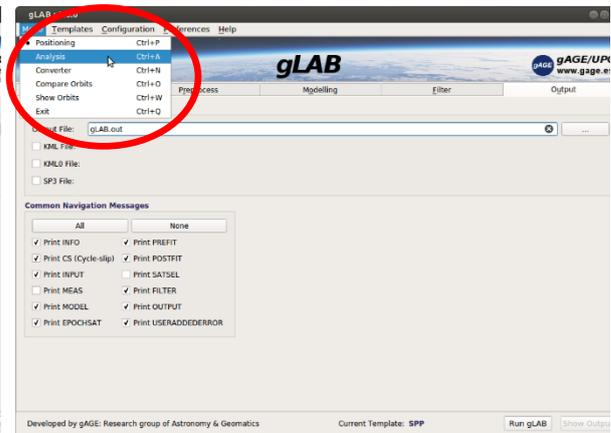 Templates Configuration Preferences Help
Positioning Ctrl+P
Analysis Ctrl+A
Converter Ctrl+N
Compare Orbits Ctrl+O
Show Orbits Ctrl+W
Exit Ctrl+Q
gLAB
gAGE/UPC
www.gage.es
Modelling Filter Output
File: gLAB.out ...
KML File:
KML0 File:
SP3 File:
Common Navigation Messages
All None
Print INFO Print PREFIT
Print CS (Cycle-slip) Print POSTFIT
Print INPUT Print SATSEL
Print MEAS Print FILTER
Print MODEL Print OUTPUT
Print EPOCHSAT Print USERADDEDERROR
Developed by gAGE: Research group of Astronomy & Geomatics Current Template: SPP Run gLAB Show Output